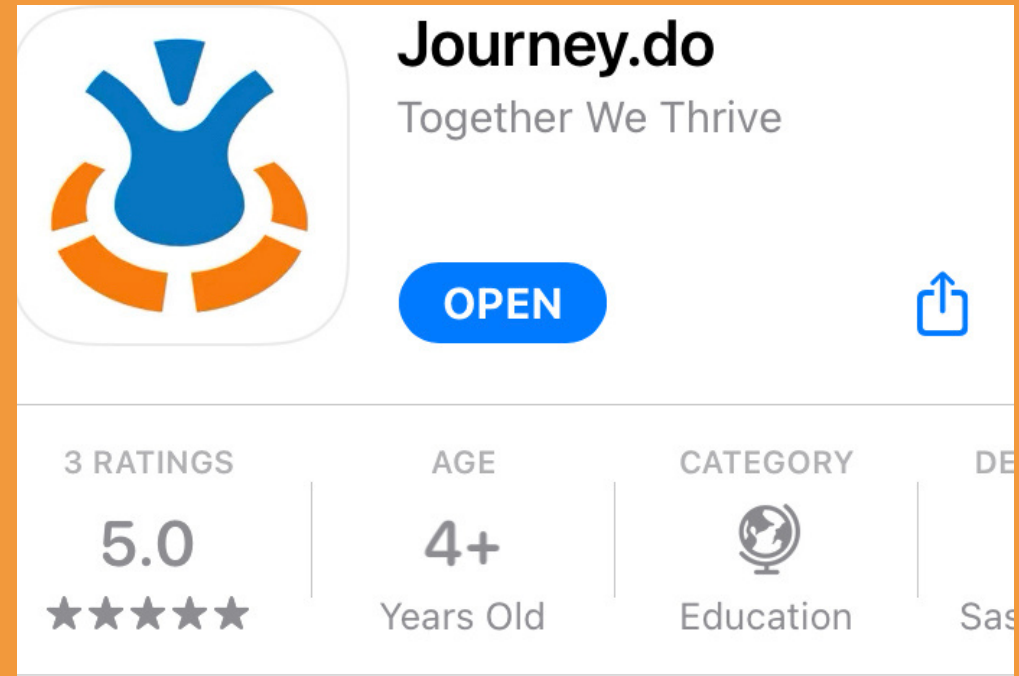 Journey.do
Together We Thrive
OPEN
3 RATINGS
AGE
CATEGORY
5.0
4+
Years Old
Education